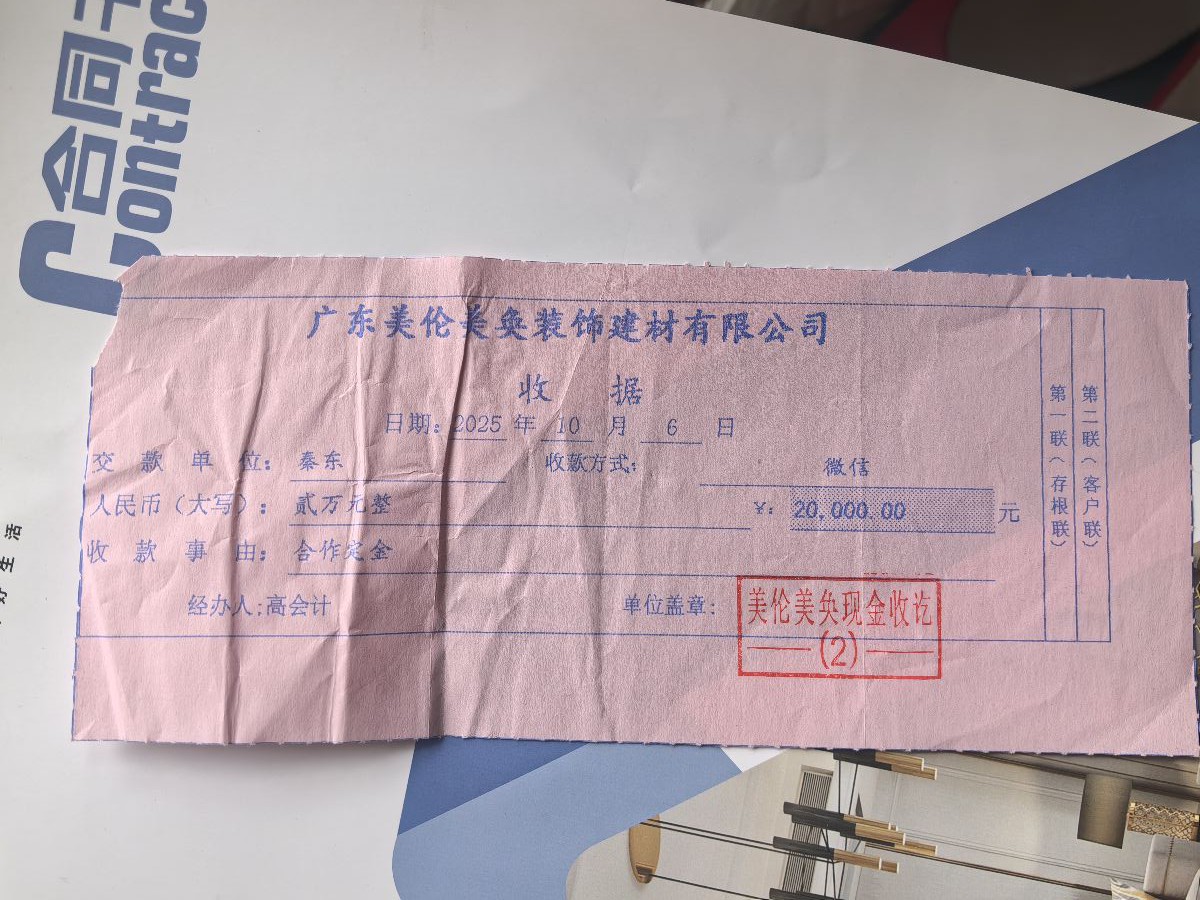 合同
Contrac
好生活
广东美伦美奂装饰建材有限公司
收 据
日期：2025 年 10 月 6 日
交 款 单 位：秦东 收款方式： 微信
人民币（大写）：贰万元整 ¥：20,000.00 元
收 款 事 由：合作定金
经办人：高会计 单位盖章：
美伦美奂现金收讫
(2)
第一联（存根联）
第二联（客户联）